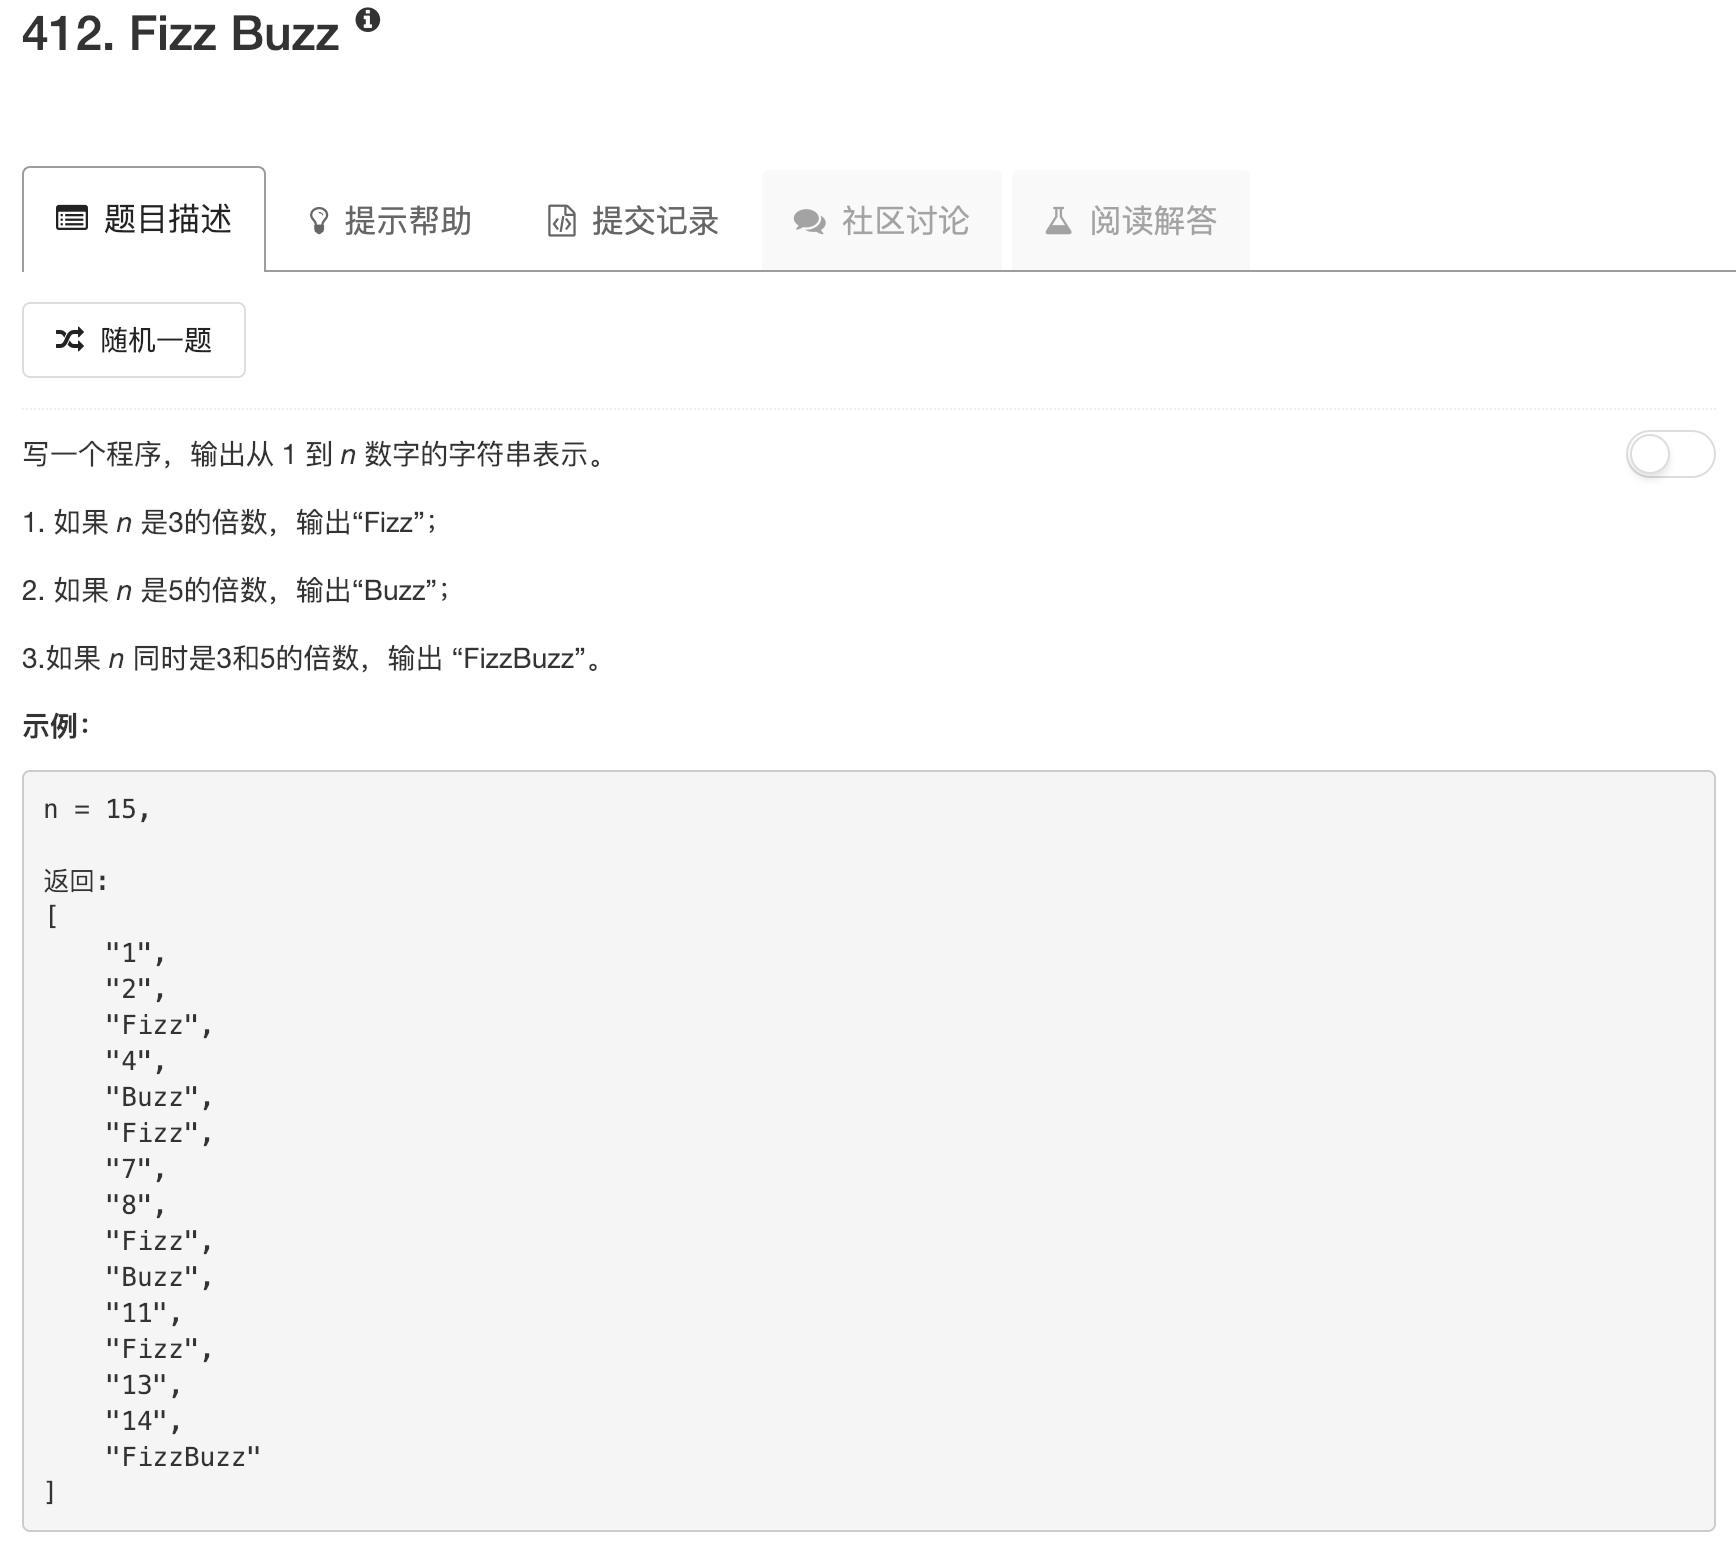 412. Fizz Buzz
题目描述 提示帮助 提交记录 社区讨论 阅读解答
随机一题
写一个程序，输出从 1 到 n 数字的字符串表示。
1. 如果 n 是3的倍数，输出“Fizz”；
2. 如果 n 是5的倍数，输出“Buzz”；
3.如果 n 同时是3和5的倍数，输出 “FizzBuzz”。
示例：
n = 15,
返回:
[
"1",
"2",
"Fizz",
"4",
"Buzz",
"Fizz",
"7",
"8",
"Fizz",
"Buzz",
"11",
"Fizz",
"13",
"14",
"FizzBuzz"
]